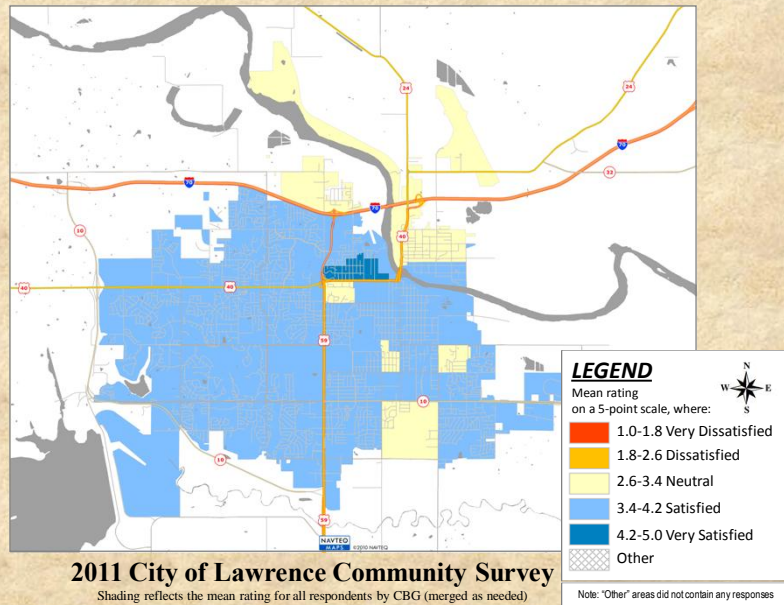 24
24
70
70
32
70
10
40
40
40
59
10
10
59
NAVTEQ
MAPS
©2010 NAVTEQ
LEGEND
Mean rating
on a 5-point scale, where:
N
W E
S
1.0-1.8 Very Dissatisfied
1.8-2.6 Dissatisfied
2.6-3.4 Neutral
3.4-4.2 Satisfied
4.2-5.0 Very Satisfied
Other
2011 City of Lawrence Community Survey
Shading reflects the mean rating for all respondents by CBG (merged as needed)
Note: "Other" areas did not contain any responses